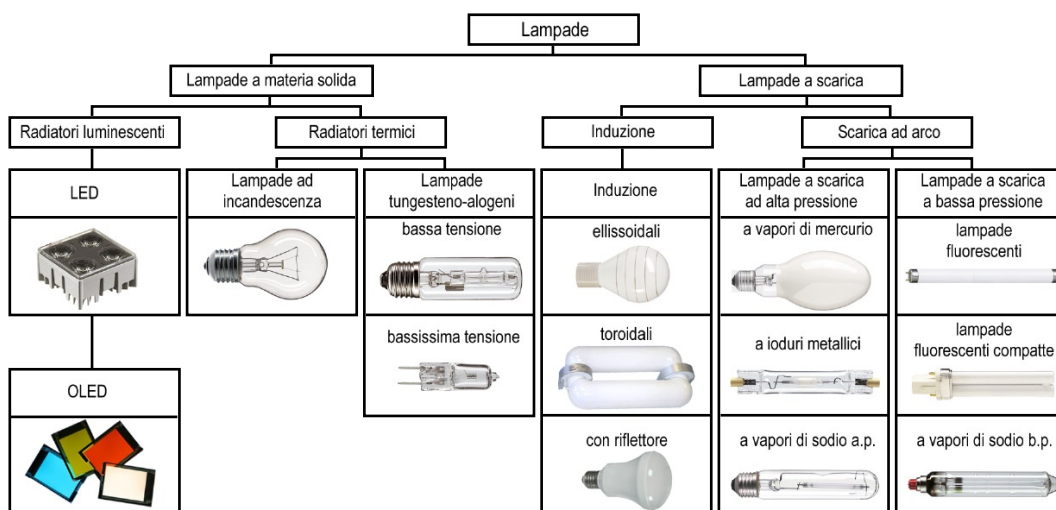 Lampade
Lampade a materia solida
Lampade a scarica
Radiatori luminescenti
Radiatori termici
Induzione
Scarica ad arco
LED
Lampade ad
incandescenza
Lampade
tungesteno-alogeni
Induzione
Lampade a scarica
ad alta pressione
Lampade a scarica
a bassa pressione
bassa tensione
ellissoidali
a vapori di mercurio
lampade
fluorescenti
bassissima tensione
toroidali
a ioduri metallici
lampade
fluorescenti compatte
OLED
con riflettore
a vapori di sodio a.p.
a vapori di sodio b.p.